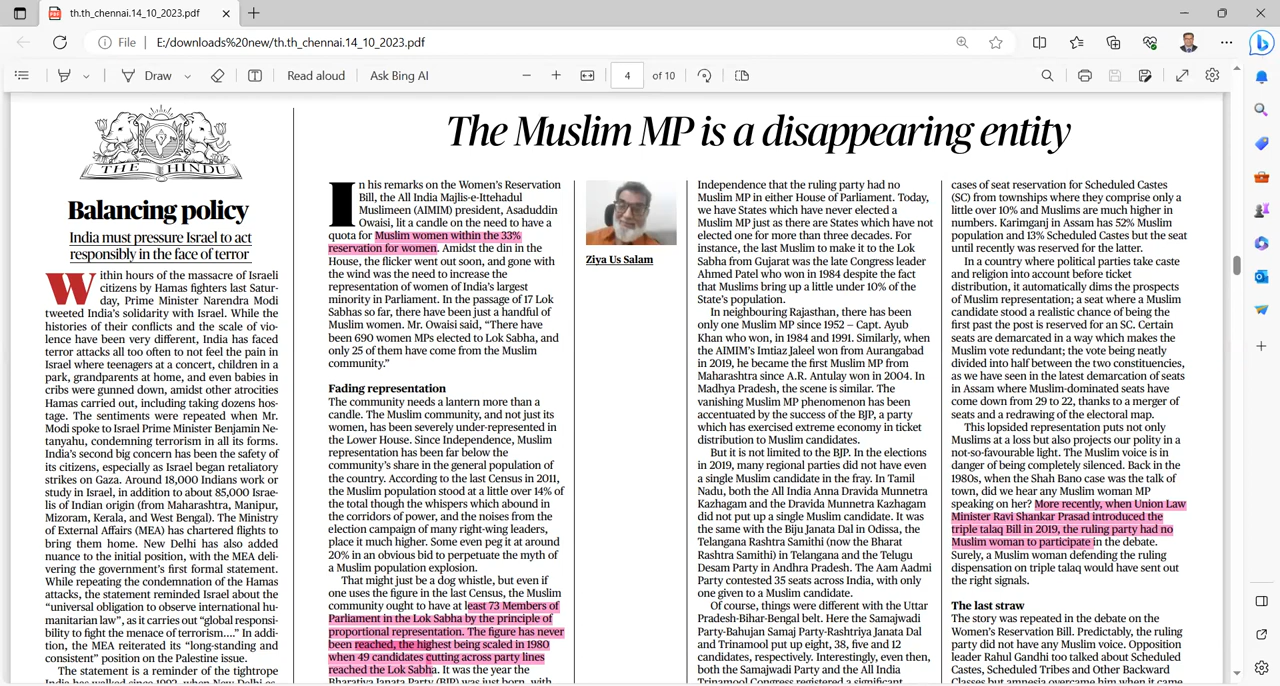 th.th_chennai.14_10_2023.pdf
File
E:/downloads%20new/th.th_chennai.14_10_2023.pdf
Draw
Read aloud
Ask Bing AI
4
of 10
THE HINDU
Balancing policy
India must pressure Israel to act
responsibly in the face of terror
Within hours of the massacre of Israeli
citizens by Hamas fighters last Satur-
day, Prime Minister Narendra Modi
tweeted India's solidarity with Israel. While the
histories of their conflicts and the scale of vio-
lence have been very different, India has faced
terror attacks all too often to not feel the pain in
Israel where teenagers at a concert, children in a
park, grandparents at home, and even babies in
cribs were gunned down, amidst other atrocities
Hamas carried out, including taking dozens hos-
tage. The sentiments were repeated when Mr.
Modi spoke to Israel Prime Minister Benjamin Ne-
tanyahu, condemning terrorism in all its forms.
India's second big concern has been the safety of
its citizens, especially as Israel began retaliatory
strikes on Gaza. Around 18,000 Indians work or
study in Israel, in addition to about 85,000 Israe-
lis of Indian origin (from Maharashtra, Manipur,
Mizoram, Kerala, and West Bengal). The Ministry
of External Affairs (MEA) has chartered flights to
bring them home. New Delhi has also added
nuance to the initial position, with the MEA deli-
vering the government's first formal statement.
While repeating the condemnation of the Hamas
attacks, the statement reminded Israel about the
"universal obligation to observe international hu-
manitarian law", as it carries out "global responsi-
bility to fight the menace of terrorism...." In addi-
tion, the MEA reiterated its "long-standing and
consistent" position on the Palestine issue.
The statement is a reminder of the tightrope
India has walked since 1992, when New Delhi es-
The Muslim MP is a disappearing entity
In his remarks on the Women's Reservation
Bill, the All India Majlis-e-Ittehadul
Muslimeen (AIMIM) president, Asaduddin
Owaisi, lit a candle on the need to have a
quota for Muslim women within the 33%
reservation for women. Amidst the din in the
House, the flicker went out soon, and gone with
the wind was the need to increase the
representation of women of India's largest
minority in Parliament. In the passage of 17 Lok
Sabhas so far, there have been just a handful of
Muslim women. Mr. Owaisi said, "There have
been 690 women MPs elected to Lok Sabha, and
only 25 of them have come from the Muslim
community."
Fading representation
The community needs a lantern more than a
candle. The Muslim community, and not just its
women, has been severely under-represented in
the Lower House. Since Independence, Muslim
representation has been far below the
community's share in the general population of
the country. According to the last Census in 2011,
the Muslim population stood at a little over 14% of
the total though the whispers which abound in
the corridors of power, and the noises from the
election campaign of many right-wing leaders,
place it much higher. Some even peg it at around
20% in an obvious bid to perpetuate the myth of
a Muslim population explosion.
That might just be a dog whistle, but even if
one uses the figure in the last Census, the Muslim
community ought to have at least 73 Members of
Parliament in the Lok Sabha by the principle of
proportional representation. The figure has never
been reached, the highest being scaled in 1980
when 49 candidates cutting across party lines
reached the Lok Sabha. It was the year the
Bharatiya Janata Party (BJP) was just born, with
Ziya Us Salam
Independence that the ruling party had no
Muslim MP in either House of Parliament. Today,
we have States which have never elected a
Muslim MP just as there are States which have not
elected one for more than three decades. For
instance, the last Muslim to make it to the Lok
Sabha from Gujarat was the late Congress leader
Ahmed Patel who won in 1984 despite the fact
that Muslims bring up a little under 10% of the
State's population.
In neighbouring Rajasthan, there has been
only one Muslim MP since 1952 — Capt. Ayub
Khan who won, in 1984 and 1991. Similarly, when
the AIMIM's Imtiaz Jaleel won from Aurangabad
in 2019, he became the first Muslim MP from
Maharashtra since A.R. Antulay won in 2004. In
Madhya Pradesh, the scene is similar. The
vanishing Muslim MP phenomenon has been
accentuated by the success of the BJP, a party
which has exercised extreme economy in ticket
distribution to Muslim candidates.
But it is not limited to the BJP. In the elections
in 2019, many regional parties did not have even
a single Muslim candidate in the fray. In Tamil
Nadu, both the All India Anna Dravida Munnetra
Kazhagam and the Dravida Munnetra Kazhagam
did not put up a single Muslim candidate. It was
the same with the Biju Janata Dal in Odisa, the
Telangana Rashtra Samithi (now the Bharat
Rashtra Samithi) in Telangana and the Telugu
Desam Party in Andhra Pradesh. The Aam Aadmi
Party contested 35 seats across India, with only
one given to a Muslim candidate.
Of course, things were different with the Uttar
Pradesh-Bihar-Bengal belt. Here the Samajwadi
Party-Bahujan Samaj Party-Rashtriya Janata Dal
and Trinamool put up eight, 38, five and 12
candidates, respectively. Interestingly, even then,
both the Samajwadi Party and the All India
Trinamool Congress registered a significant
cases of seat reservation for Scheduled Castes
(SC) from townships where they comprise only a
little over 10% and Muslims are much higher in
numbers. Karimganj in Assam has 52% Muslim
population and 13% Scheduled Castes but the seat
until recently was reserved for the latter.
In a country where political parties take caste
and religion into account before ticket
distribution, it automatically dims the prospects
of Muslim representation; a seat where a Muslim
candidate stood a realistic chance of being the
first past the post is reserved for an SC. Certain
seats are demarcated in a way which makes the
Muslim vote redundant; the vote being neatly
divided into half between the two constituencies,
as we have seen in the latest demarcation of seats
in Assam where Muslim-dominated seats have
come down from 29 to 22, thanks to a merger of
seats and a redrawing of the electoral map.
This lopsided representation puts not only
Muslims at a loss but also projects our polity in a
not-so-favourable light. The Muslim voice is in
danger of being completely silenced. Back in the
1980s, when the Shah Bano case was the talk of
town, did we hear any Muslim woman MP
speaking on her? More recently, when Union Law
Minister Ravi Shankar Prasad introduced the
triple talaq Bill in 2019, the ruling party had no
Muslim woman to participate in the debate.
Surely, a Muslim woman defending the ruling
dispensation on triple talaq would have sent out
the right signals.
The last straw
The story was repeated in the debate on the
Women's Reservation Bill. Predictably, the ruling
party did not have any Muslim voice. Opposition
leader Rahul Gandhi too talked about Scheduled
Castes, Scheduled Tribes and Other Backward
Classes but amnesia overcame him when it came